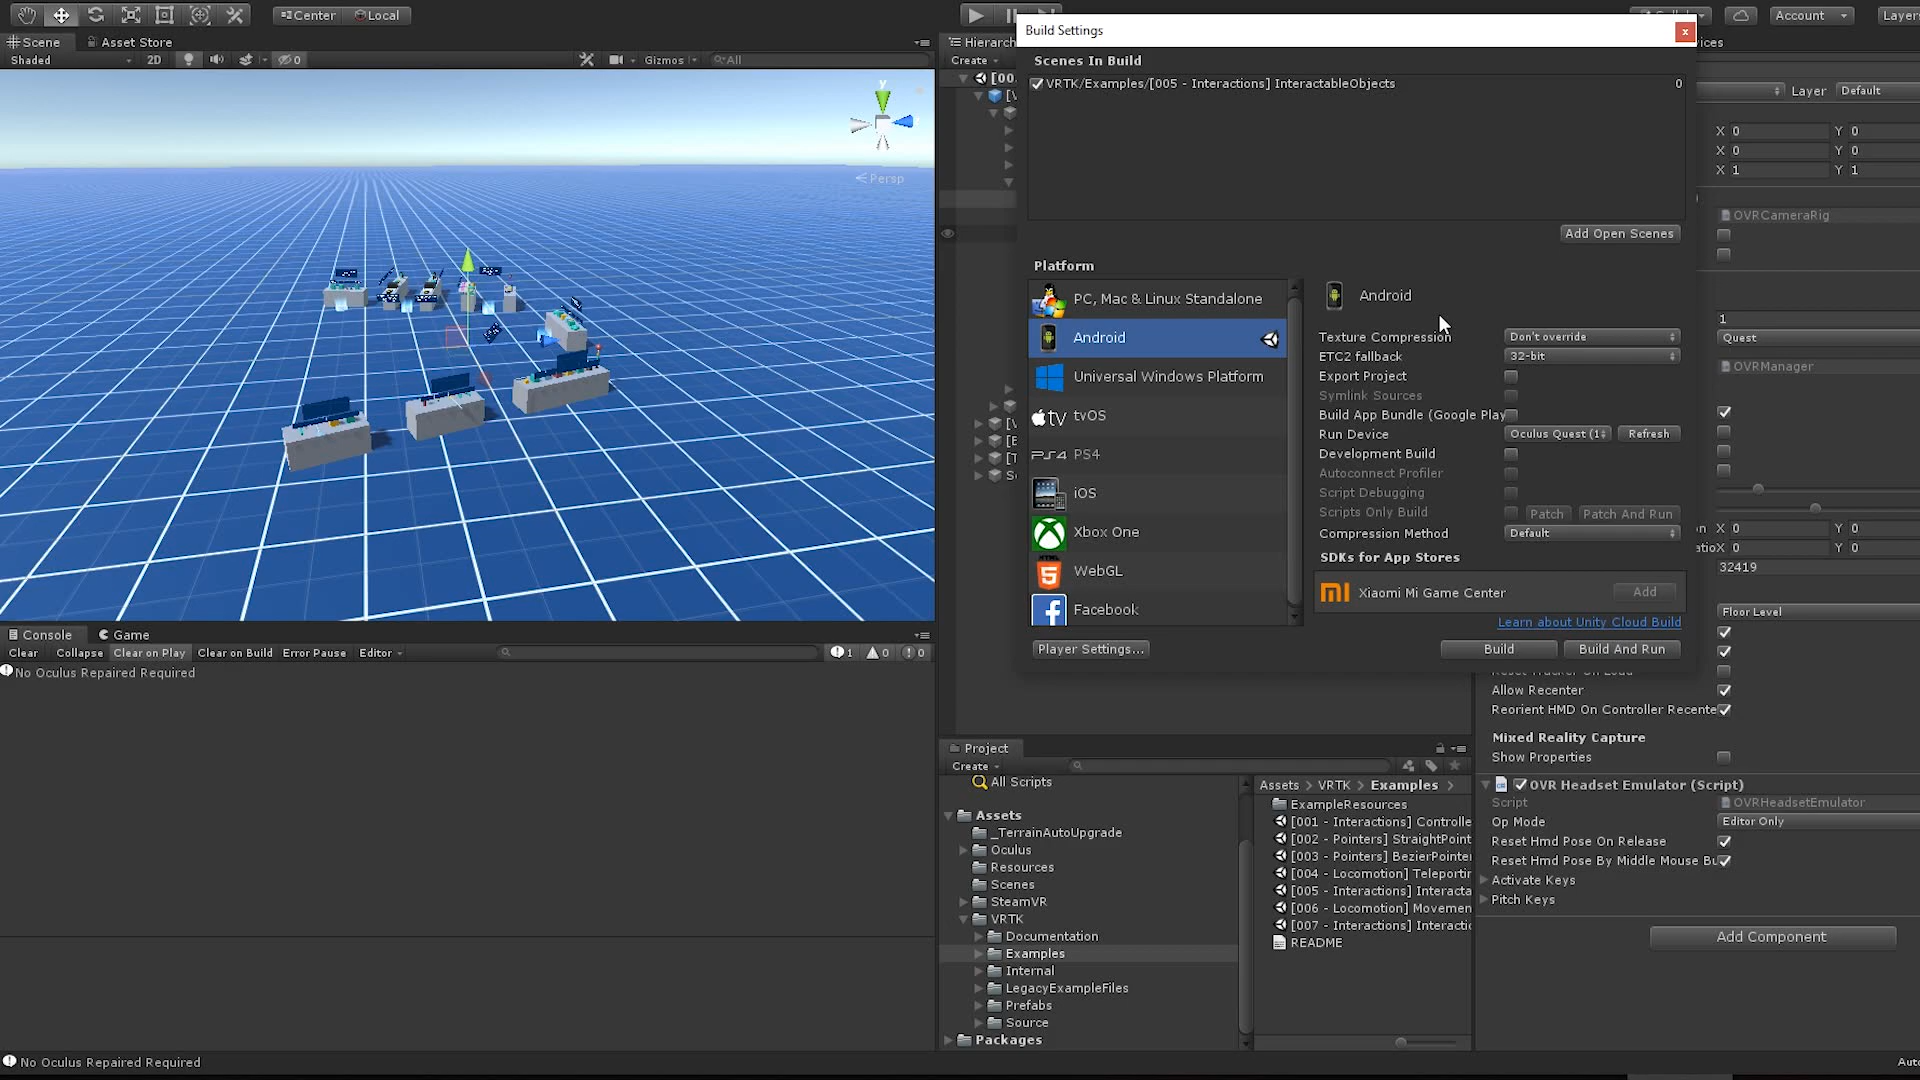 Center
Local
Account
Layers
Scene
Asset Store
Shaded
2D
0
Gizmos
All
y
Persp
Hierarch
Create
Build Settings
x
Scenes In Build
VRTK/Examples/[005 - Interactions] InteractableObjects
0
Add Open Scenes
Platform
PC, Mac & Linux Standalone
Android
Universal Windows Platform
tv
tvOS
PS4
iOS
Xbox One
HTML
WebGL
Facebook
Android
Texture Compression
Don't override
ETC2 fallback
32-bit
Export Project
Symlink Sources
Build App Bundle (Google Play
Run Device
Oculus Quest (1
Refresh
Development Build
Autoconnect Profiler
Script Debugging
Scripts Only Build
Patch
Patch And Run
Compression Method
Default
SDKs for App Stores
Xiaomi Mi Game Center
Add
Learn about Unity Cloud Build
Player Settings...
Build
Build And Run
vices
Layer
Default
X 0
Y 0
X 0
Y 0
X 1
Y 1
OVRCameraRig
1
Quest
OVRManager
X 0
Y 0
X 0
Y 0
32419
Floor Level
Allow Recenter
Reorient HMD On Controller Recente
Mixed Reality Capture
Show Properties
OVR Headset Emulator (Script)
Script
OVRHeadsetEmulator
Op Mode
Editor Only
Reset Hmd Pose On Release
Reset Hmd Pose By Middle Mouse Bu
Activate Keys
Pitch Keys
Add Component
Console
Game
Clear
Collapse
Clear on Play
Clear on Build
Error Pause
Editor
1
0
0
No Oculus Repaired Required
Project
Create
All Scripts
Assets
_TerrainAutoUpgrade
Oculus
Resources
Scenes
SteamVR
VRTK
Documentation
Examples
Internal
LegacyExampleFiles
Prefabs
Source
Packages
Assets > VRTK > Examples >
ExampleResources
[001 - Interactions] Controlle
[002 - Pointers] StraightPoint
[003 - Pointers] BezierPointer
[004 - Locomotion] Teleportin
[005 - Interactions] Interacta
[006 - Locomotion] Movemen
[007 - Interactions] Interactio
README
No Oculus Repaired Required
Auto